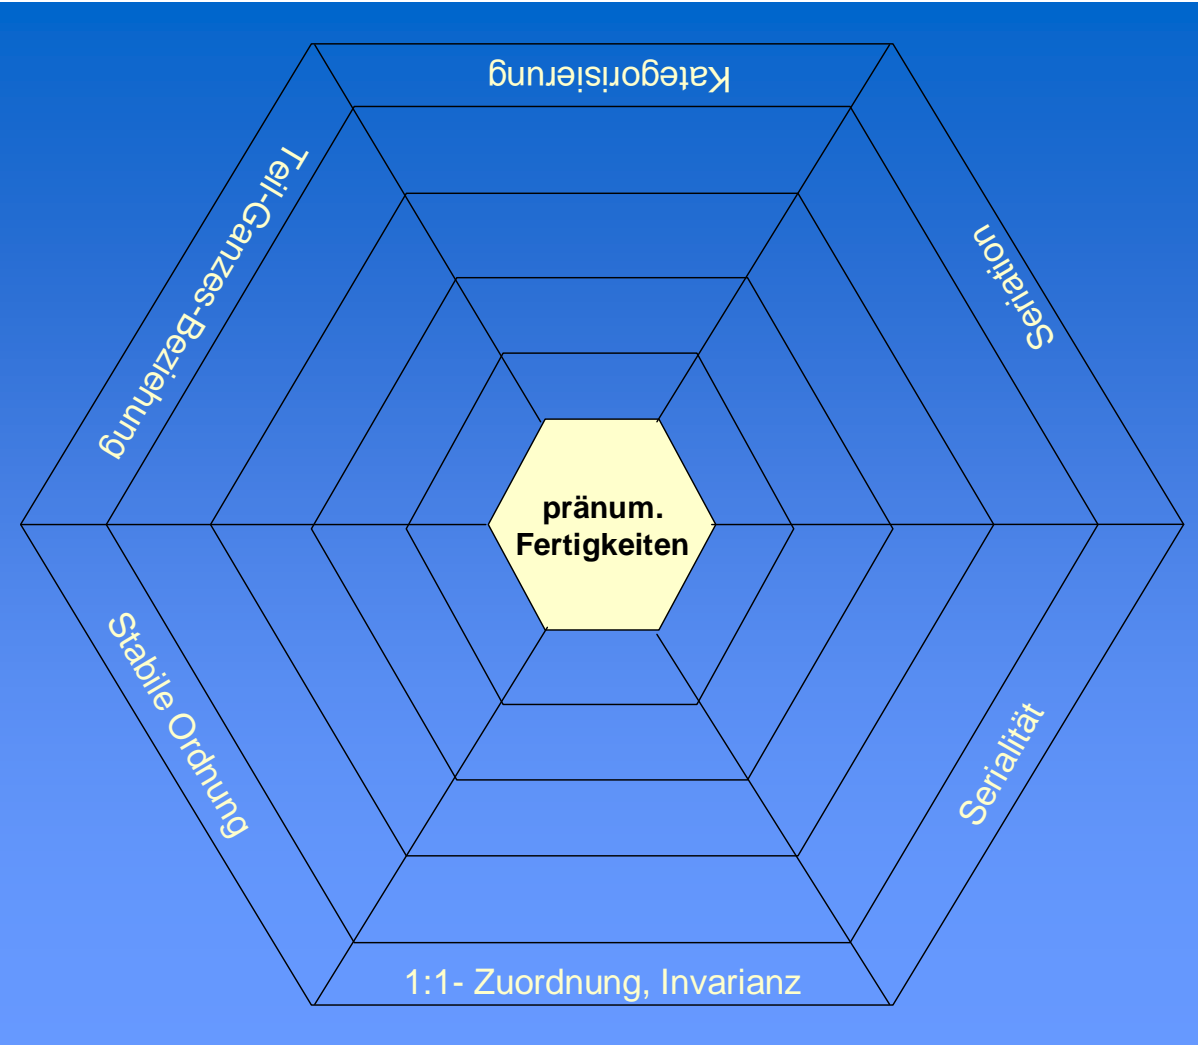 Kategorisierung
Teil-Ganzes-Beziehung
Seriation
pränum.
Fertigkeiten
Stabile Ordnung
Serialität
1:1- Zuordnung, Invarianz